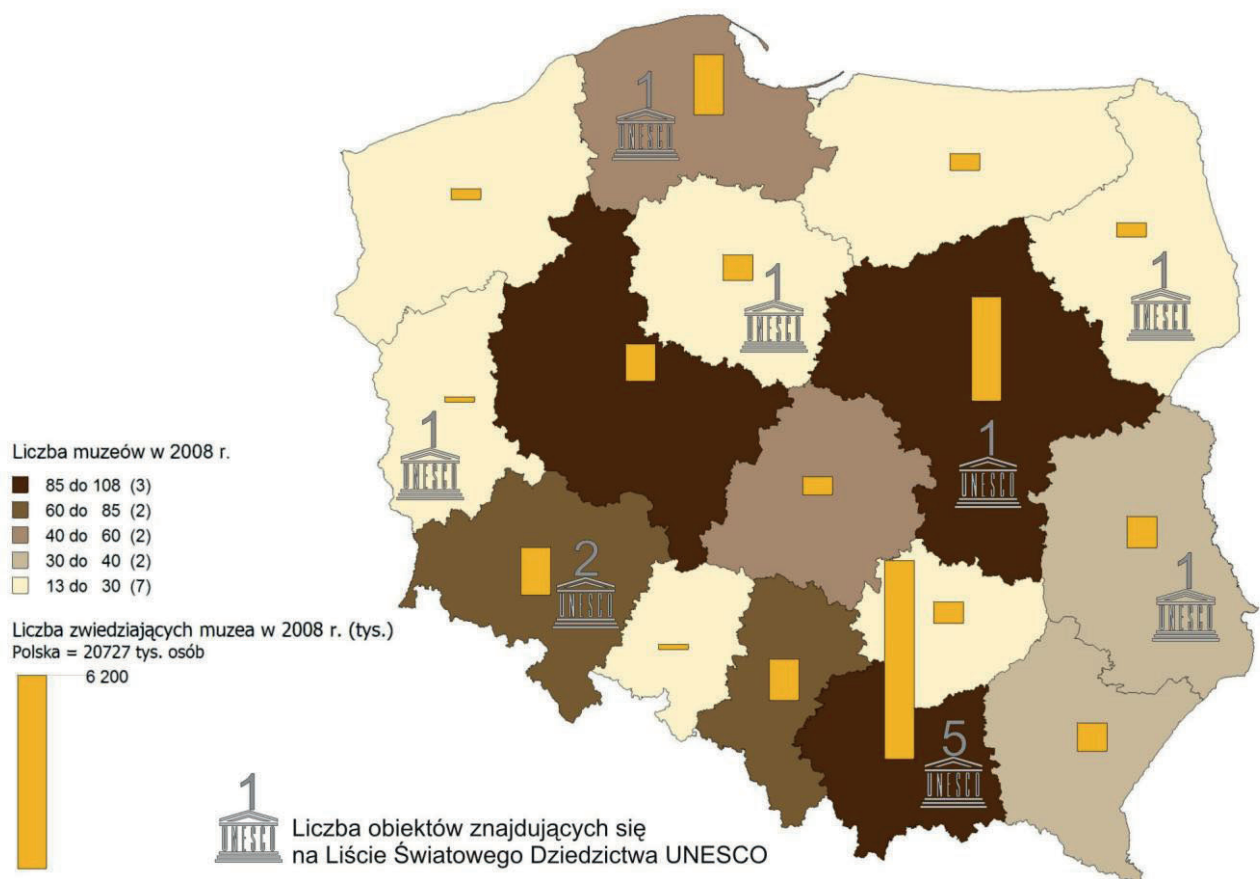 1
UNESCO
1
UNESCO
1
UNESCO
1
UNESCO
1
UNESCO
2
UNESCO
1
UNESCO
5
UNESCO
Liczba muzeów w 2008 r.
85 do 108 (3)
60 do 85 (2)
40 do 60 (2)
30 do 40 (2)
13 do 30 (7)
Liczba zwiedziających muzea w 2008 r. (tys.)
Polska = 20727 tys. osób
6 200
1
UNESCO
Liczba obiektów znajdujących się
na Liście Światowego Dziedzictwa UNESCO